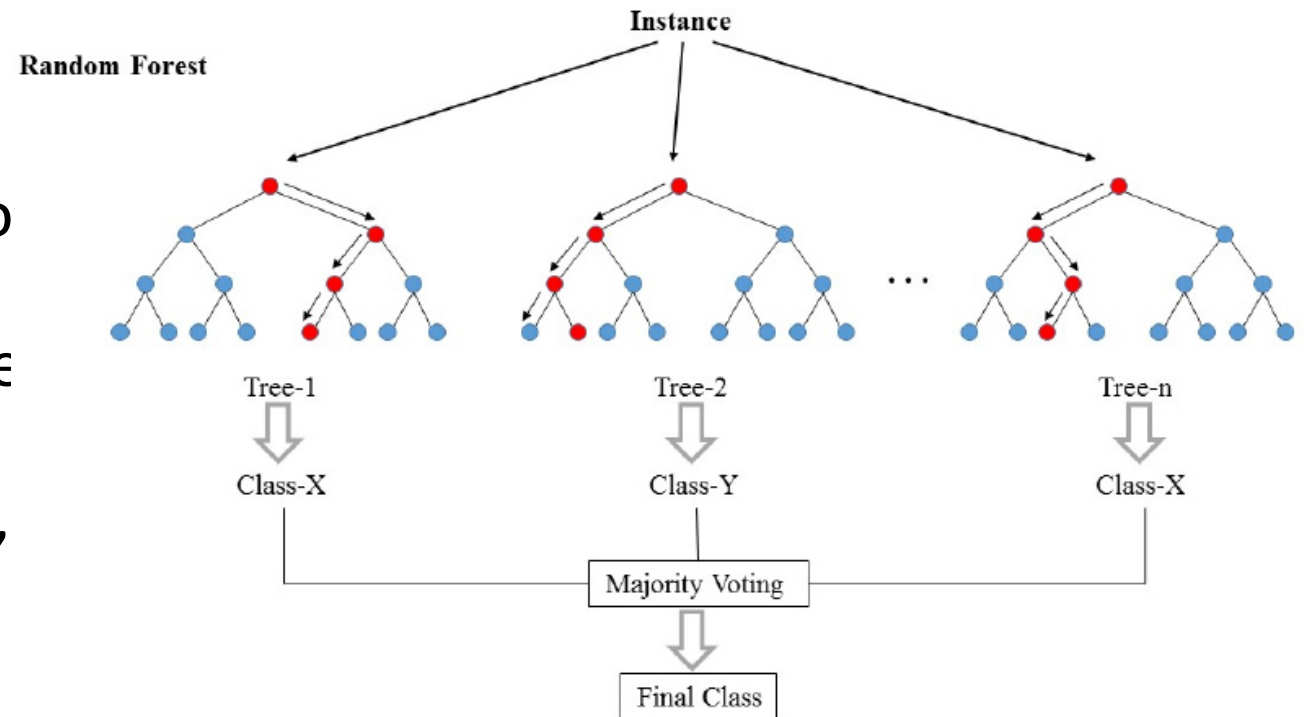 Instance
Random Forest
...
Tree-1 Tree-2 Tree-n
Class-X Class-Y Class-X
Majority Voting
Final Class